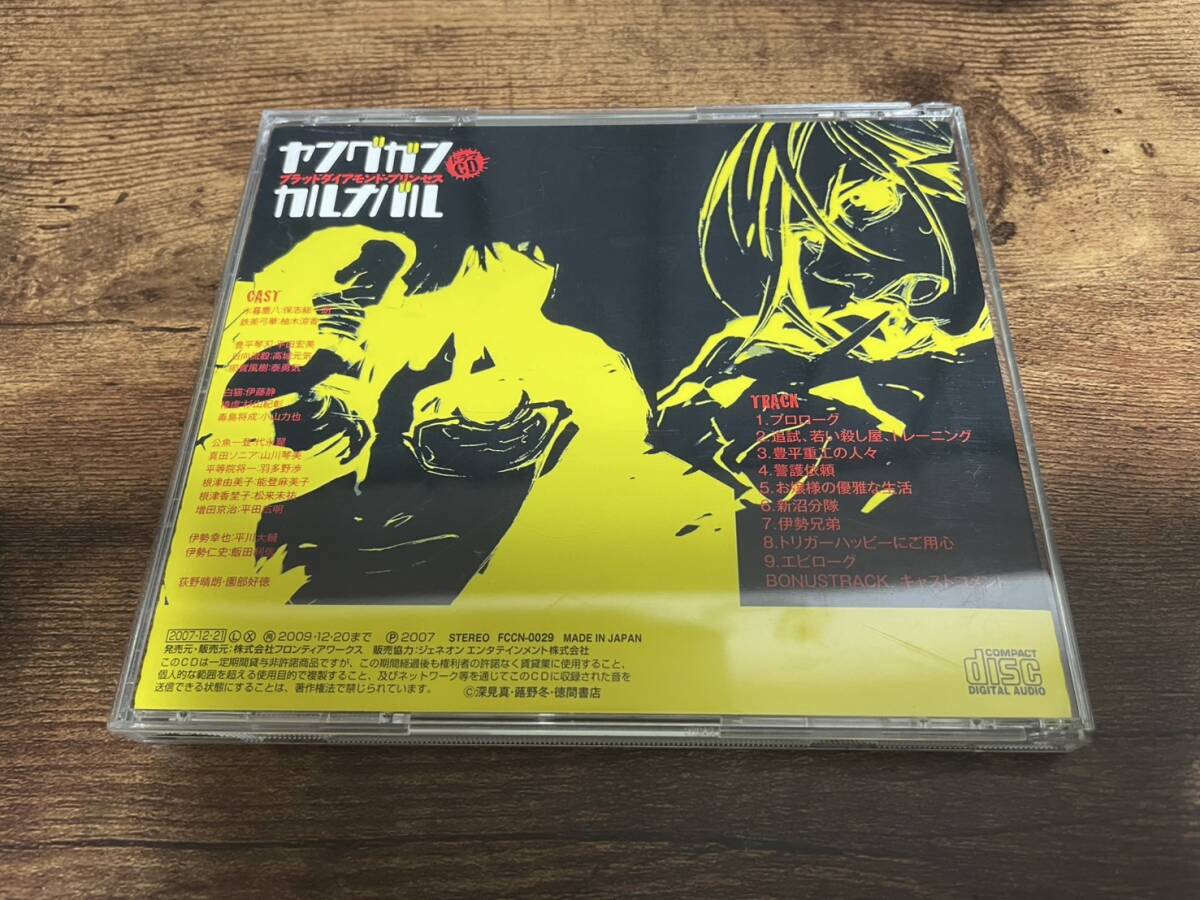 ヤングガン
ブラッドダイアモンド・プリンセス
カルナバル
ドラマ
CD
CAST
木暮塵八:保志総一朗
鉄美弓華:柚木涼香
豊平琴刃:平田宏美
白猫:伊藤静
毒島将成:小山力也
真田ソニア:山川琴美
平等院将一:羽多野渉
根津由美子:能登麻美子
根津香埜子:松来未祐
増田京治:平田広明
伊勢幸也:平川大輔
伊勢仁史:飯田利信
荻野晴朗・園部好徳
TRACK
1.プロローグ
2.追試、若い殺し屋、トレーニング
3.豊平重工の人々
4.警護依頼
5.お嬢様の優雅な生活
6.新沼分隊
7.伊勢兄弟
8.トリガーハッピーにご用心
9.エピローグ
BONUSTRACK キャストコメント
2007・12・21 Ⓛ Ⓧ 2009・12・20まで Ⓟ2007 STEREO FCCN-0029 MADE IN JAPAN
発売元・販売元:株式会社フロンティアワークス 販売協力:ジェネオン エンタテインメント株式会社
このCDは一定期間貸与非許諾商品ですが、この期間経過後も権利者の許諾なく賃貸業に使用すること、
個人的な範囲を超える使用目的で複製すること、及びネットワーク等を通じてこのCDに収録された音を
送信できる状態にすることは、著作権法で禁じられています。
©深見真・蕗野冬・徳間書店
COMPACT
disc
DIGITAL AUDIO